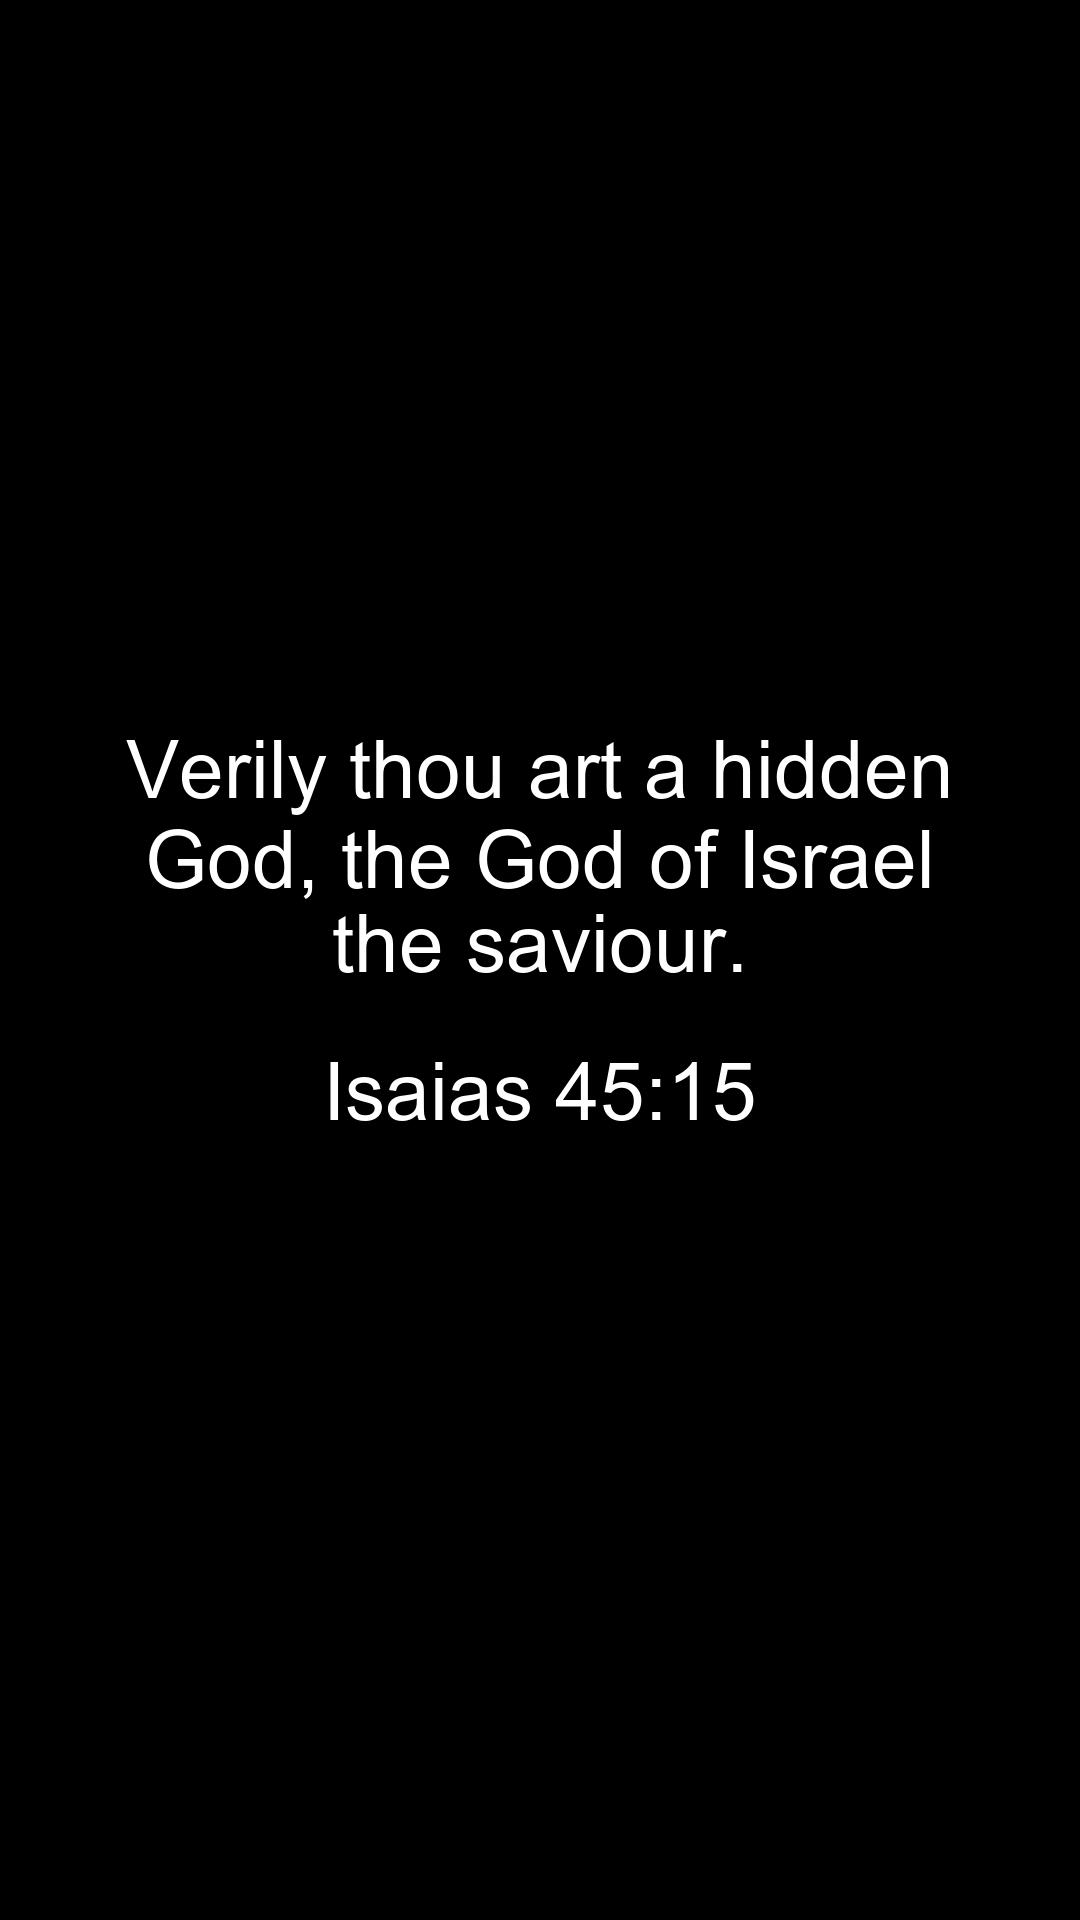 Verily thou art a hidden
God, the God of Israel
the saviour.
Isaias 45:15